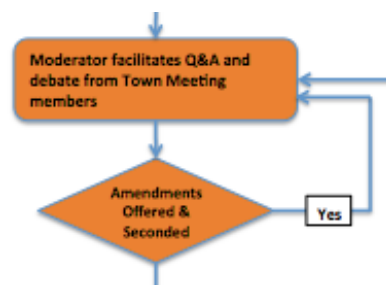 Moderator facilitates Q&A and
debate from Town Meeting
members
Amendments
Offered &
Seconded
Yes